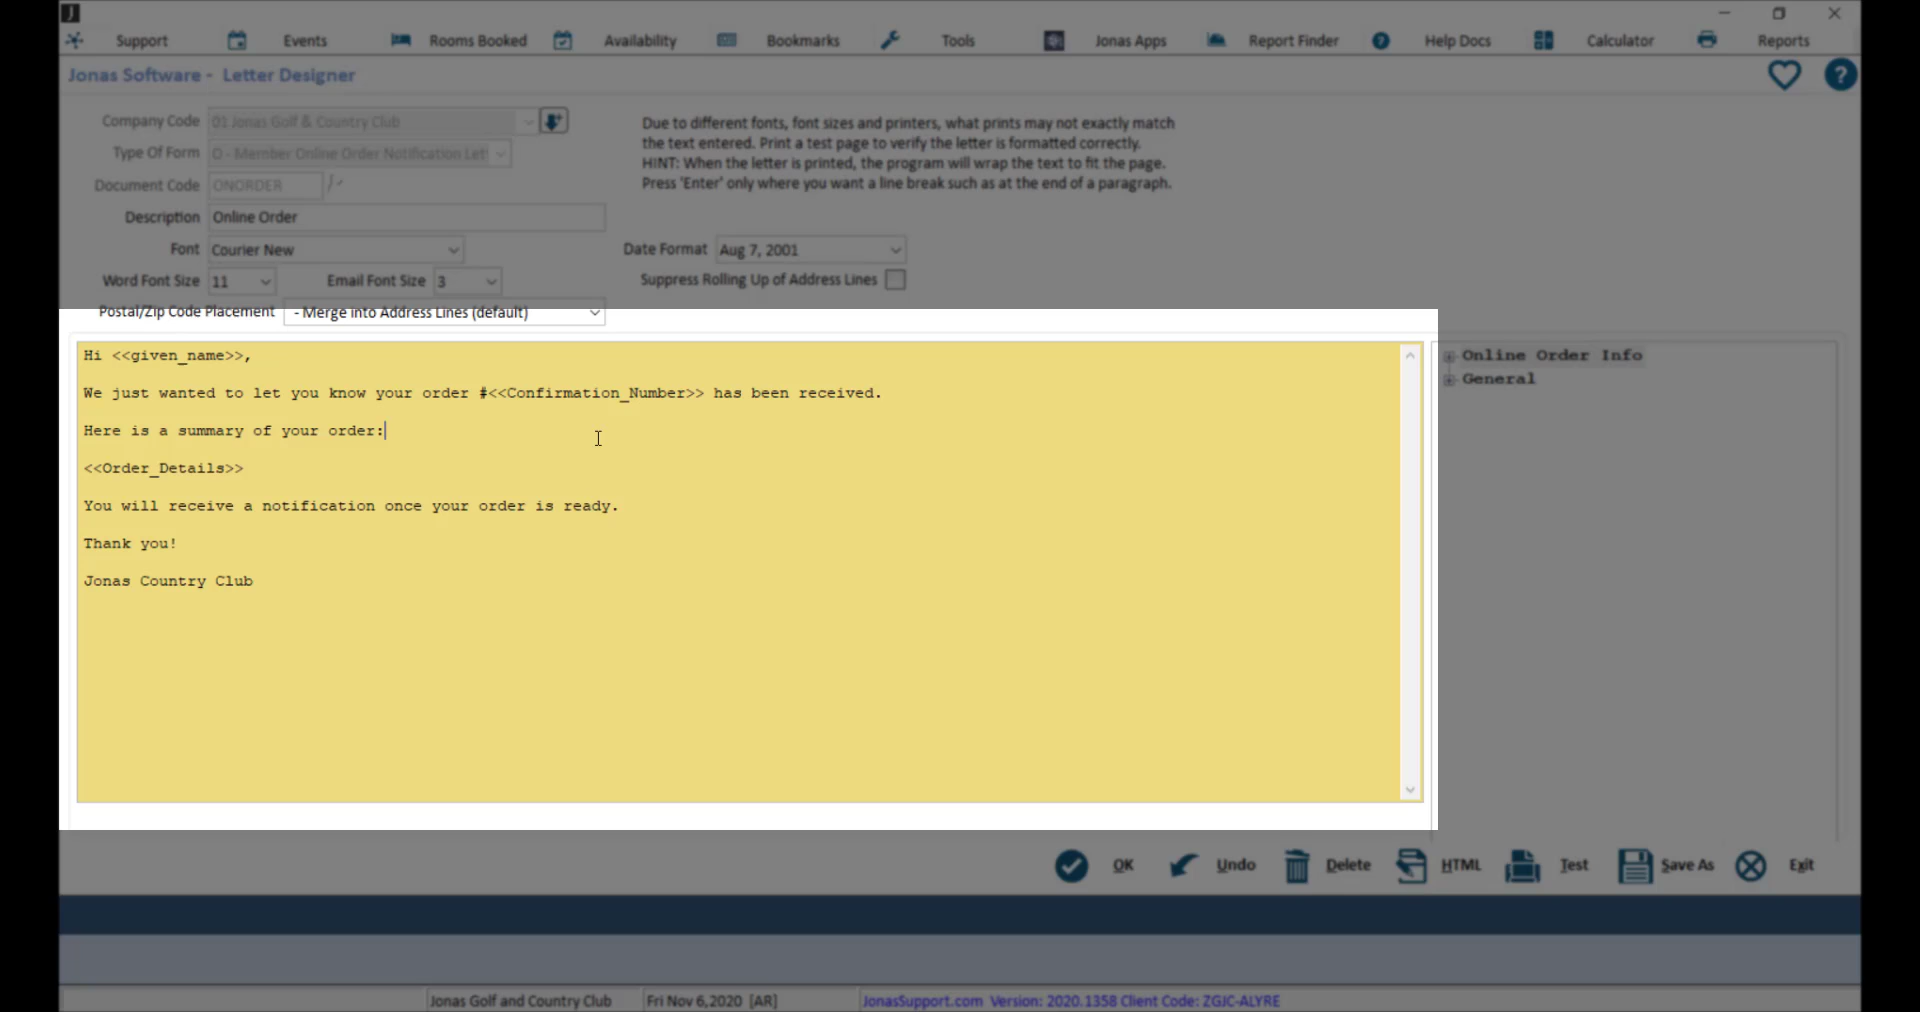 J
Support Events Rooms Booked Availability Bookmarks Tools Jonas Apps Report Finder Help Docs Calculator Reports
Jonas Software - Letter Designer
Company Code 01 Jonas Golf & Country Club
Type Of Form O - Member Online Order Notification Let
Document Code ONORDER
Description Online Order
Font Courier New
Word Font Size 11 Email Font Size 3
Postal/Zip Code Placement - Merge into Address Lines (default)
Due to different fonts, font sizes and printers, what prints may not exactly match
the text entered. Print a test page to verify the letter is formatted correctly.
HINT: When the letter is printed, the program will wrap the text to fit the page.
Press 'Enter' only where you want a line break such as at the end of a paragraph.
Date Format Aug 7, 2001
Suppress Rolling Up of Address Lines
Hi <<given_name>>,
We just wanted to let you know your order #<<Confirmation_Number>> has been received.
Here is a summary of your order:
<<Order_Details>>
You will receive a notification once your order is ready.
Thank you!
Jonas Country Club
Online Order Info
General
OK Undo Delete HTML Test Save As Exit
Jonas Golf and Country Club Fri Nov 6,2020 [AR] JonasSupport.com Version: 2020.1358 Client Code: ZGJC-ALYRE